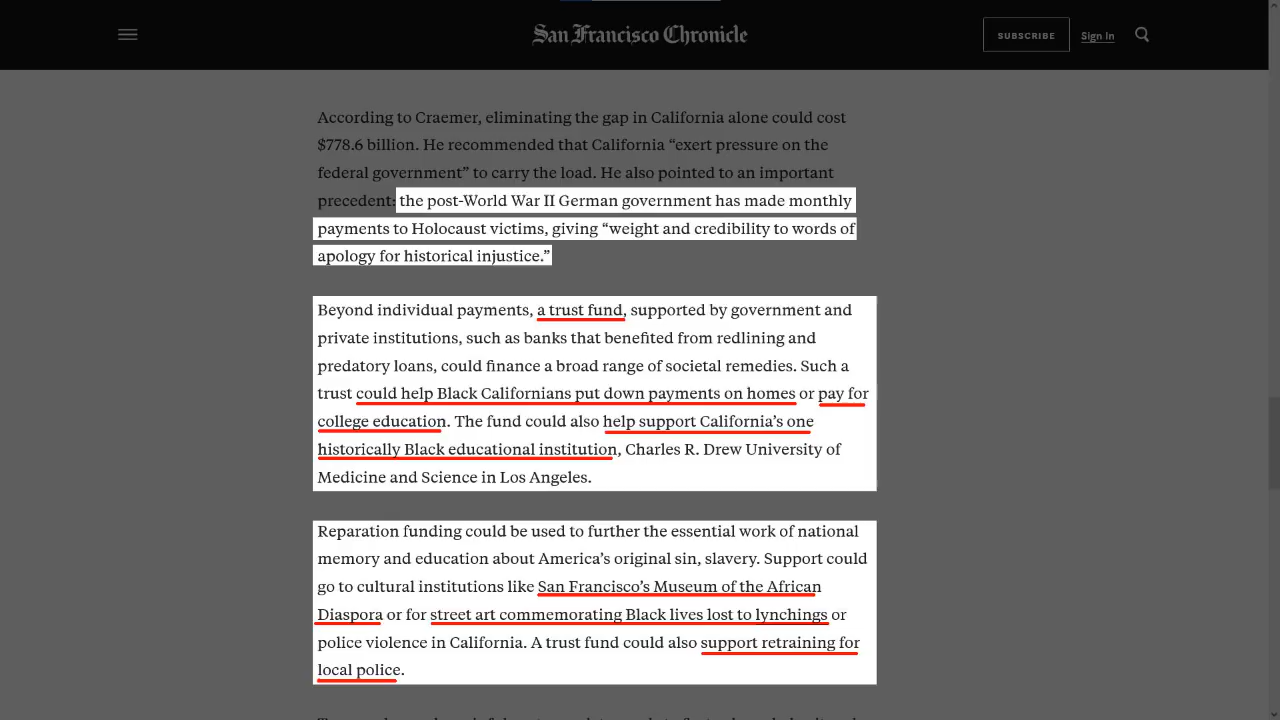 San Francisco Chronicle
SUBSCRIBE
Sign In
According to Craemer, eliminating the gap in California alone could cost
$778.6 billion. He recommended that California “exert pressure on the
federal government” to carry the load. He also pointed to an important
precedent: the post-World War II German government has made monthly
payments to Holocaust victims, giving “weight and credibility to words of
apology for historical injustice.”
Beyond individual payments, a trust fund, supported by government and
private institutions, such as banks that benefited from redlining and
predatory loans, could finance a broad range of societal remedies. Such a
trust could help Black Californians put down payments on homes or pay for
college education. The fund could also help support California’s one
historically Black educational institution, Charles R. Drew University of
Medicine and Science in Los Angeles.
Reparation funding could be used to further the essential work of national
memory and education about America’s original sin, slavery. Support could
go to cultural institutions like San Francisco’s Museum of the African
Diaspora or for street art commemorating Black lives lost to lynchings or
police violence in California. A trust fund could also support retraining for
local police.